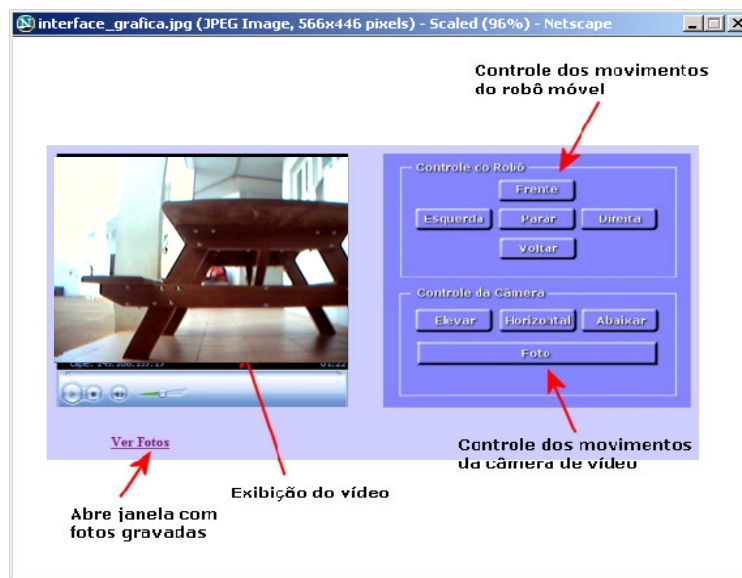 interface_grafica.jpg (JPEG Image, 566x446 pixels) - Scaled (96%) - Netscape
Controle dos movimentos
do robô móvel
Controle do Robô
Frente
Esquerda Parar Direita
Voltar
Controle da Câmera
Elevar Horizontal Abaixar
Foto
01:22
Ver Fotos
Controle dos movimentos
da câmera de vídeo
Exibição do vídeo
Abre janela com
fotos gravadas